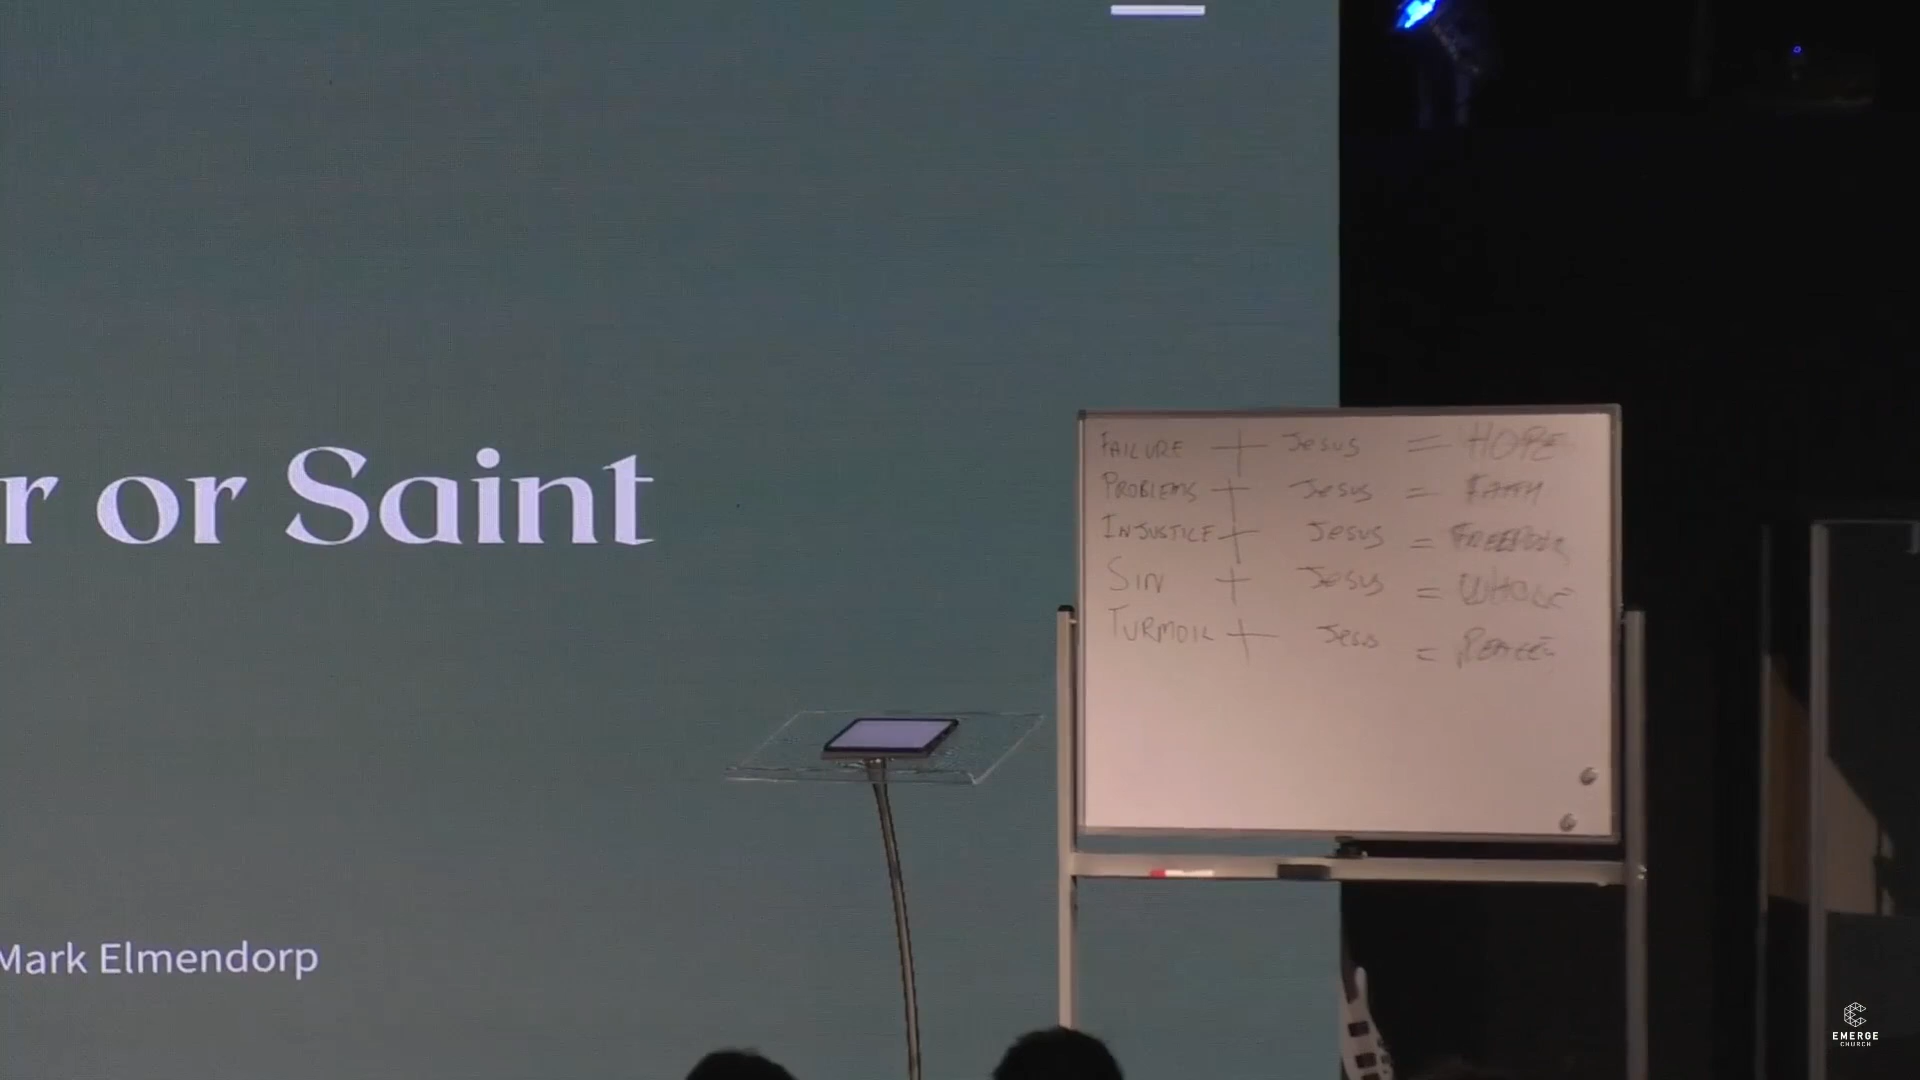 r or Saint
Mark Elmendorp
FAILURE + Jesus = HOPE
PROBLEMS + Jesus = FAITH
INJUSTICE + Jesus = FREEDOM
SIN + Jesus = WHOLE
TURMOIL + Jesus = PEACE
EMERGE
CHURCH